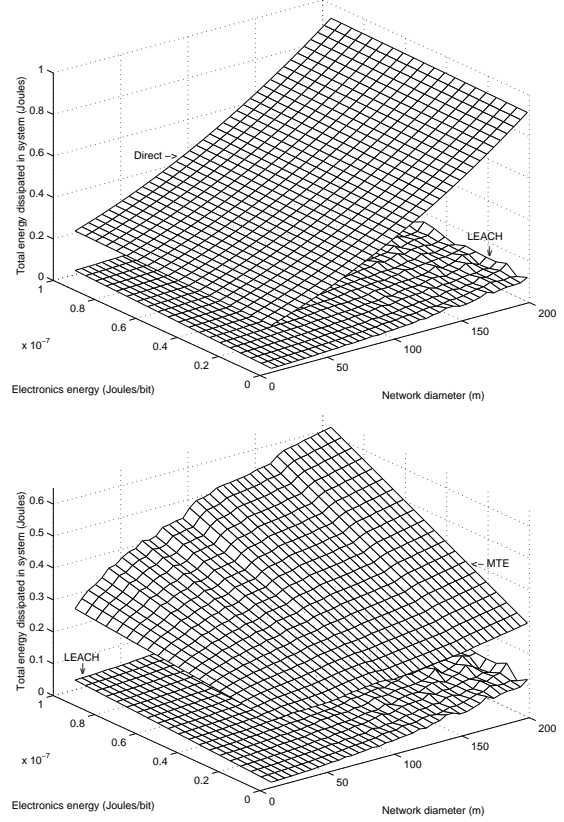 Total energy dissipated in system (Joules)
1
0.8
0.6
0.4
0.2
0
Direct −>
LEACH
1
0.8
0.6
0.4
0.2
0
x 10−7
Electronics energy (Joules/bit)
0
50
100
150
200
Network diameter (m)
Total energy dissipated in system (Joules)
0.6
0.5
0.4
0.3
0.2
0.1
0
<− MTE
LEACH
1
0.8
0.6
0.4
0.2
0
x 10−7
Electronics energy (Joules/bit)
0
50
100
150
200
Network diameter (m)